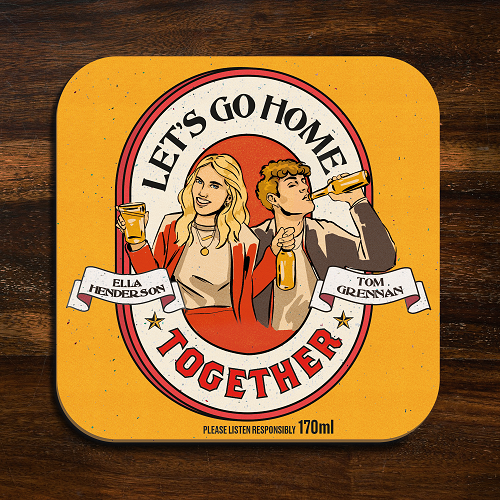 LET'S GO HOME
ELLA
HENDERSON
TOM
GRENNAN
TOGETHER
PLEASE LISTEN RESPONSIBLY 170ml